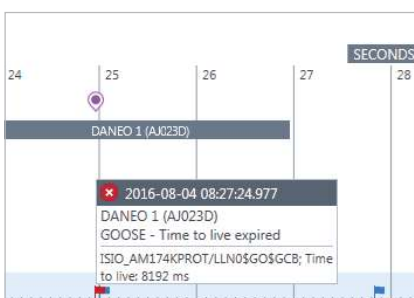 SECONDS
24 25 26 27 28
DANEO 1 (AJ023D)
2016-08-04 08:27:24.977
DANEO 1 (AJ023D)
GOOSE - Time to live expired
ISIO_AM174KPROT/LLN0$GO$GCB; Time
to live: 8192 ms